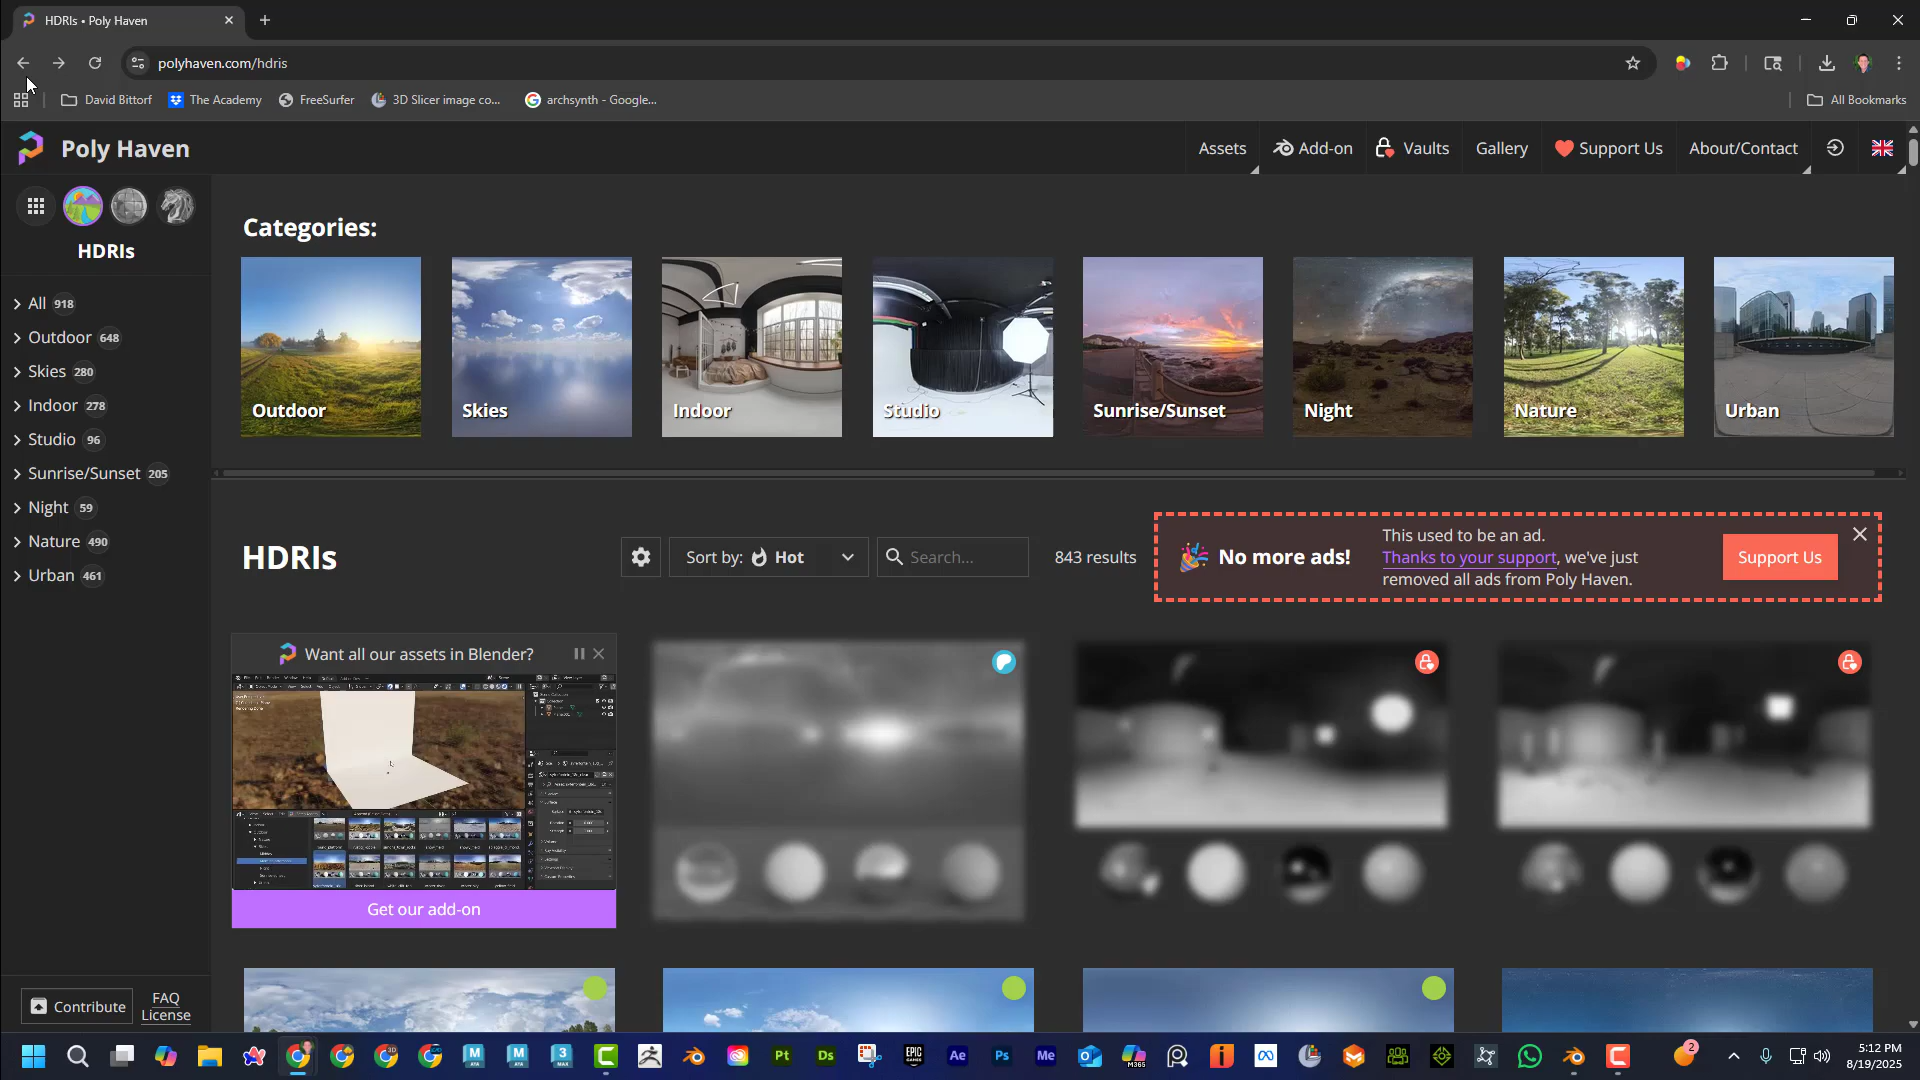 HDRIs • Poly Haven
polyhaven.com/hdris
David Bittorf
The Academy
FreeSurfer
3D Slicer image co...
archsynth - Google...
All Bookmarks
Poly Haven
Assets
Add-on
Vaults
Gallery
Support Us
About/Contact
HDRIs
All 918
Outdoor 648
Skies 280
Indoor 278
Studio 96
Sunrise/Sunset 205
Night 59
Nature 490
Urban 461
Categories:
Outdoor
Skies
Indoor
Studio
Sunrise/Sunset
Night
Nature
Urban
HDRIs
Sort by: Hot
Search...
843 results
No more ads!
This used to be an ad.
Thanks to your support, we've just
removed all ads from Poly Haven.
Support Us
Want all our assets in Blender?
Get our add-on
Contribute
FAQ
License
5:12 PM
8/19/2025
2